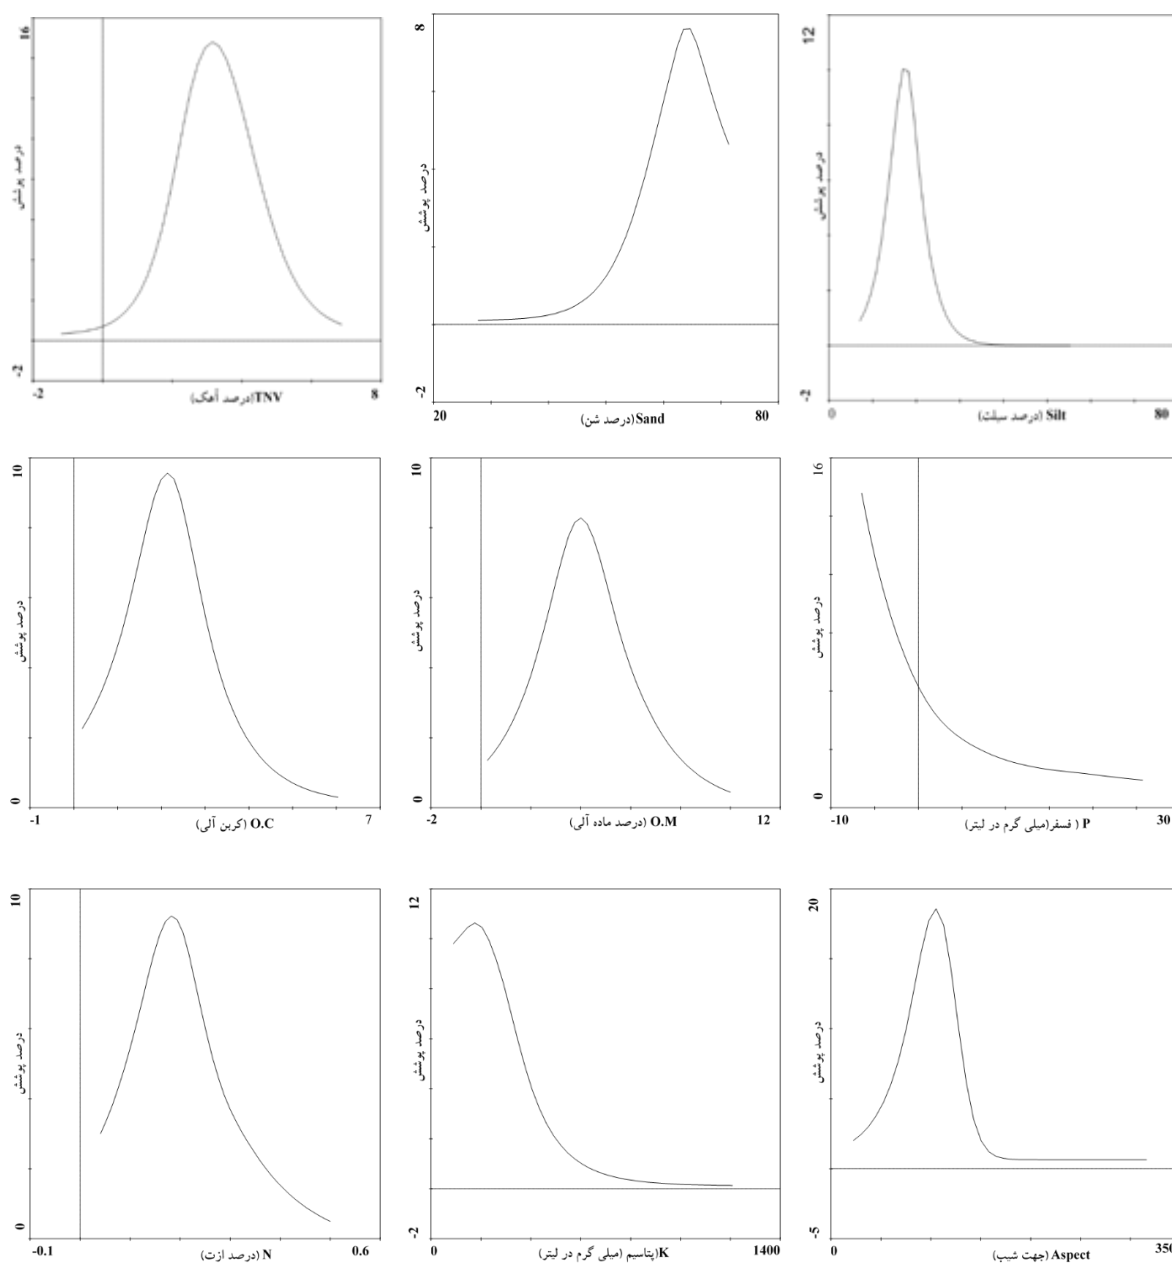 16
درصد پوشش
-2
-2
TNV(درصد آهک)
8
8
درصد پوشش
-2
20
Sand(درصد شن)
80
12
درصد پوشش
-2
0
Silt (درصد سیلت)
80
10
درصد پوشش
0
-1
O.C (کربن آلی)
7
10
درصد پوشش
0
-2
O.M (درصد ماده آلی)
12
16
درصد پوشش
0
-10
P ( فسفر(میلی گرم در لیتر)
30
10
درصد پوشش
0
-0.1
N (درصد ازت)
0.6
12
درصد پوشش
-2
0
K(پتاسیم (میلی گرم در لیتر)
1400
20
درصد پوشش
-5
0
Aspect (جهت شیب)
350